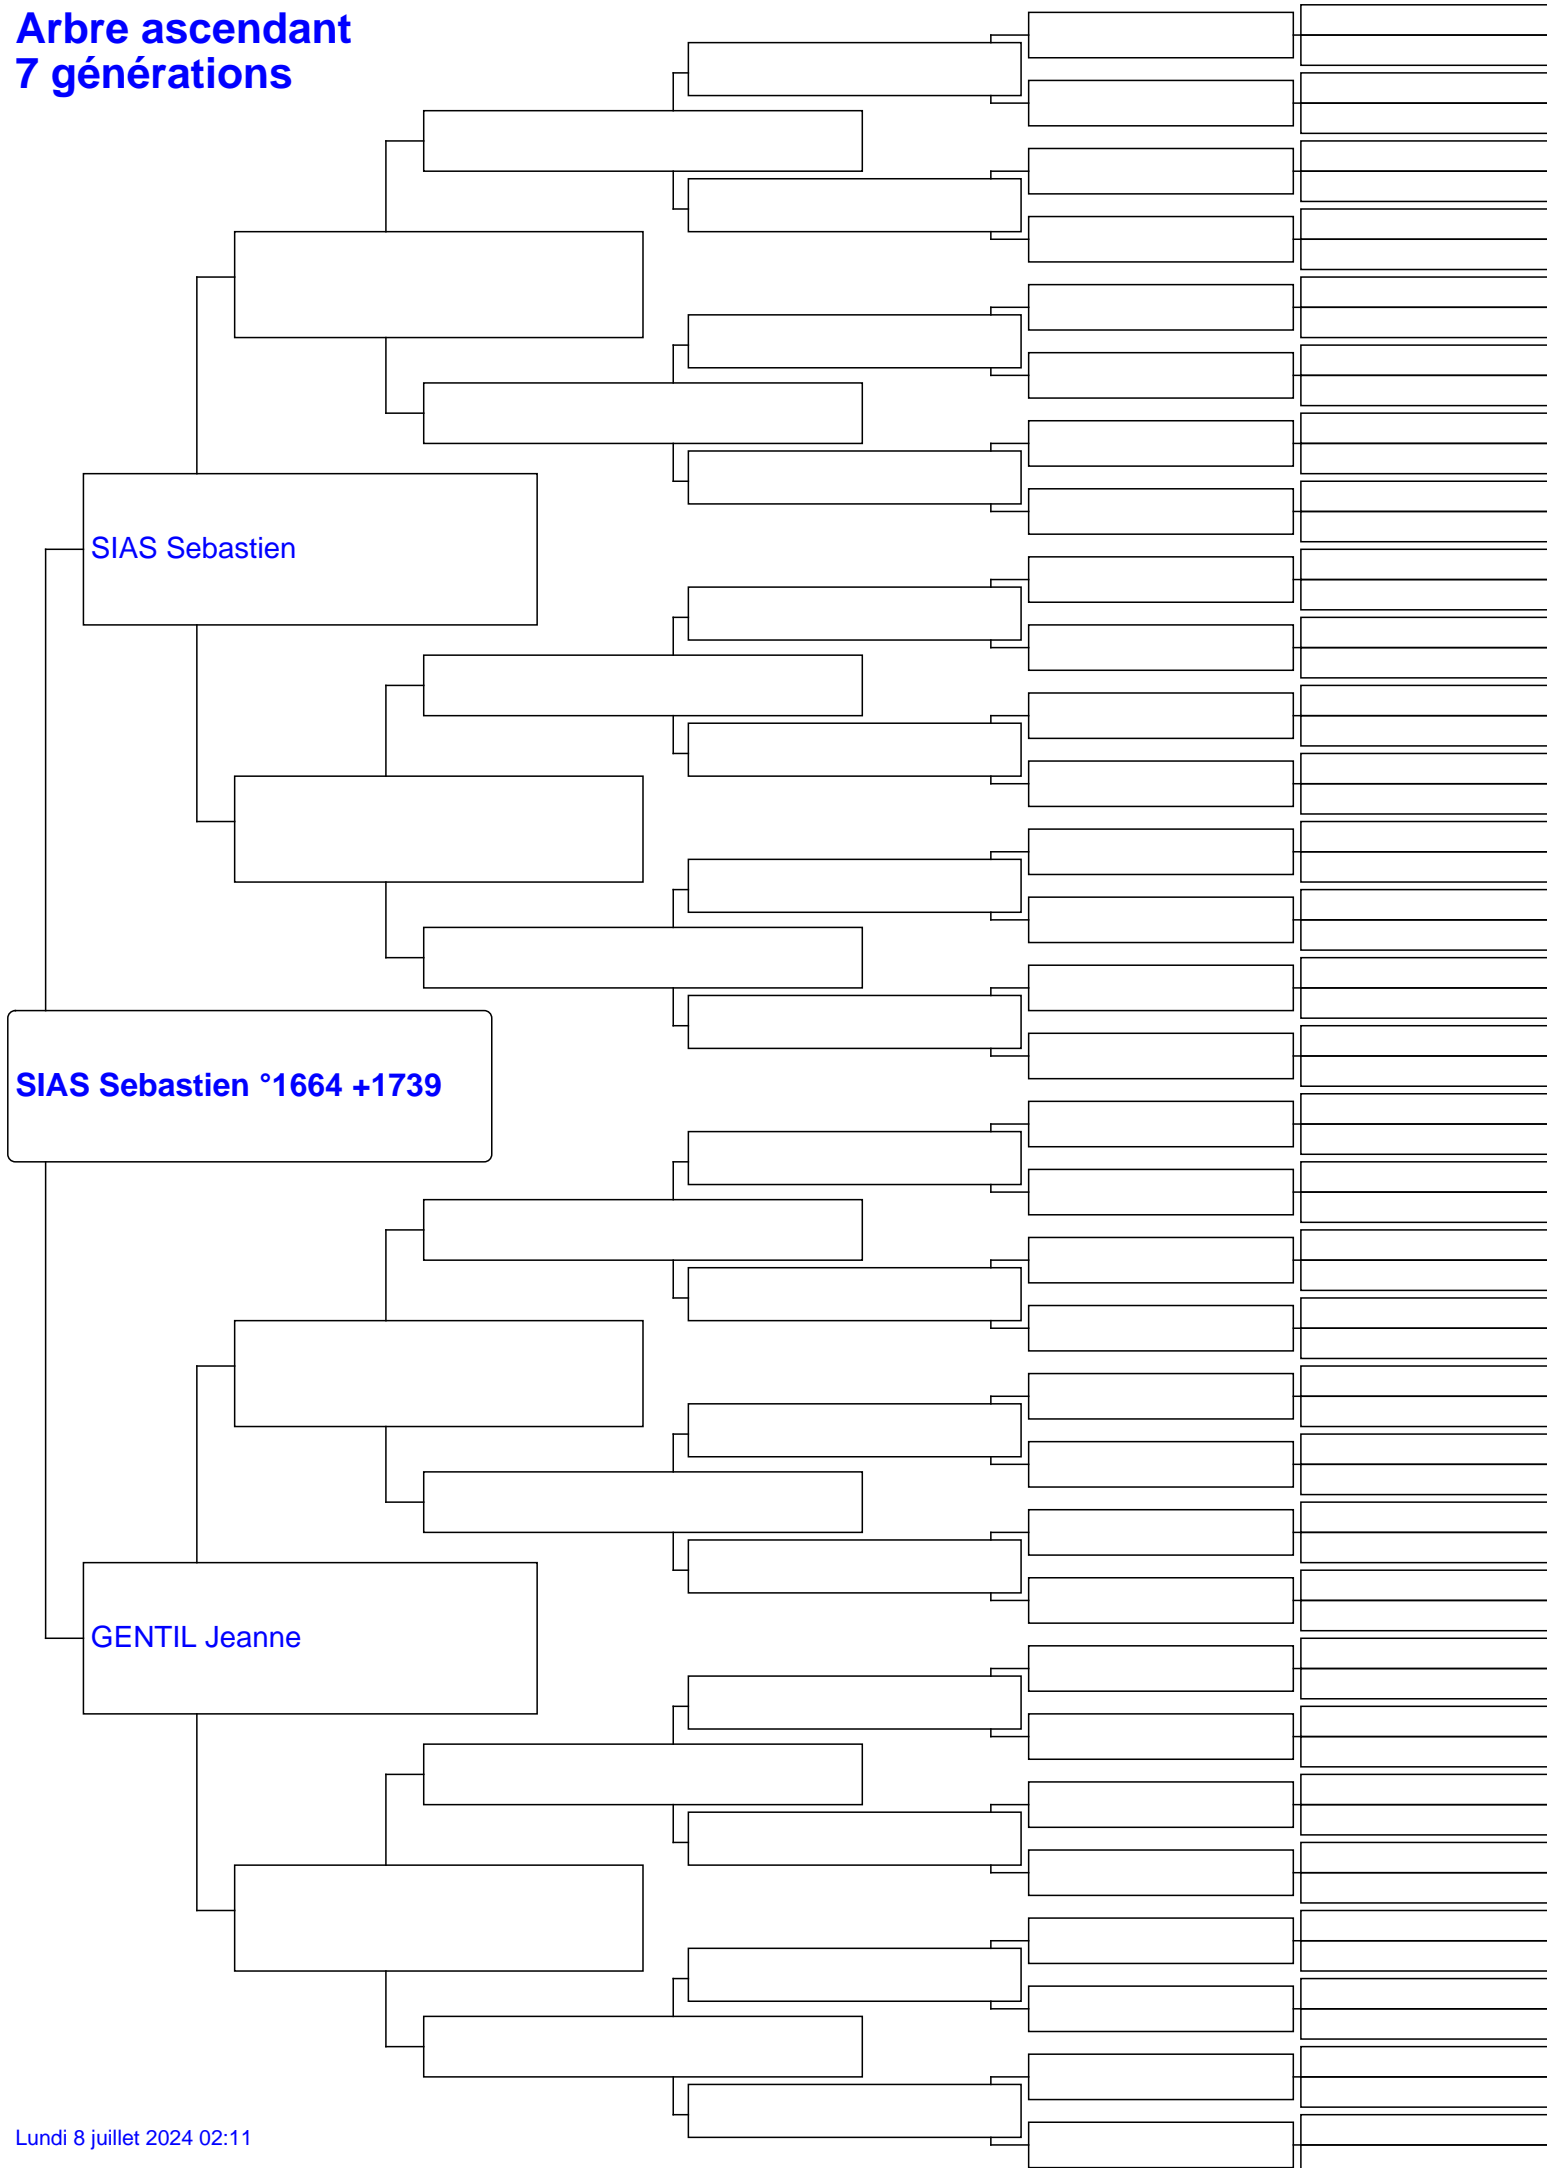 Arbre ascendant
7 générations
SIAS Sebastien
SIAS Sebastien °1664 +1739
GENTIL Jeanne
Lundi 8 juillet 2024 02:11